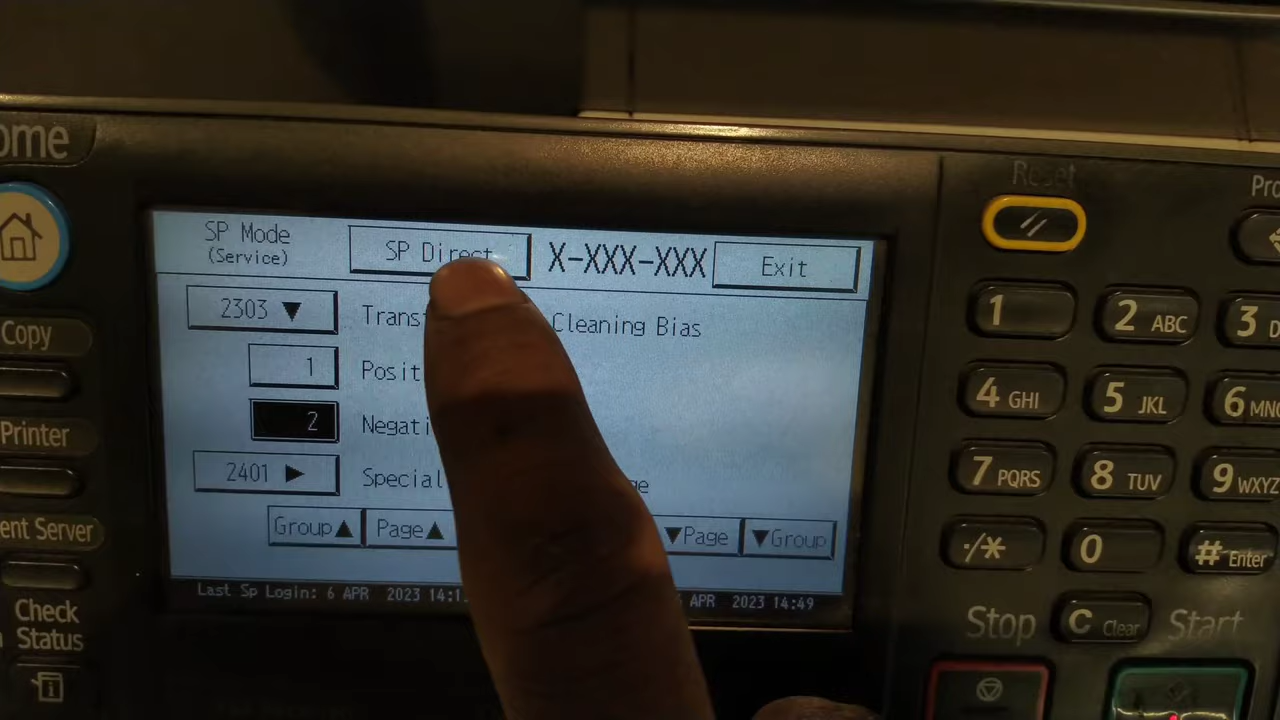 ome
Reset
Pro
SP Mode
(Service)
SP Direct
X-XXX-XXX
Exit
2303 ▼
Trans
Cleaning Bias
1
Posit
2
Negati
2401 ▶
Special
ge
Group▲
Page▲
▼Page
▼Group
Last Sp Login: 6 APR 2023 14:1
APR 2023 14:49
Copy
Printer
ent Server
Check
Status
1
2 ABC
3 D
4 GHI
5 JKL
6 MNO
7 PQRS
8 TUV
9 WXYZ
./*
0
# Enter
Stop
C Clear
Start